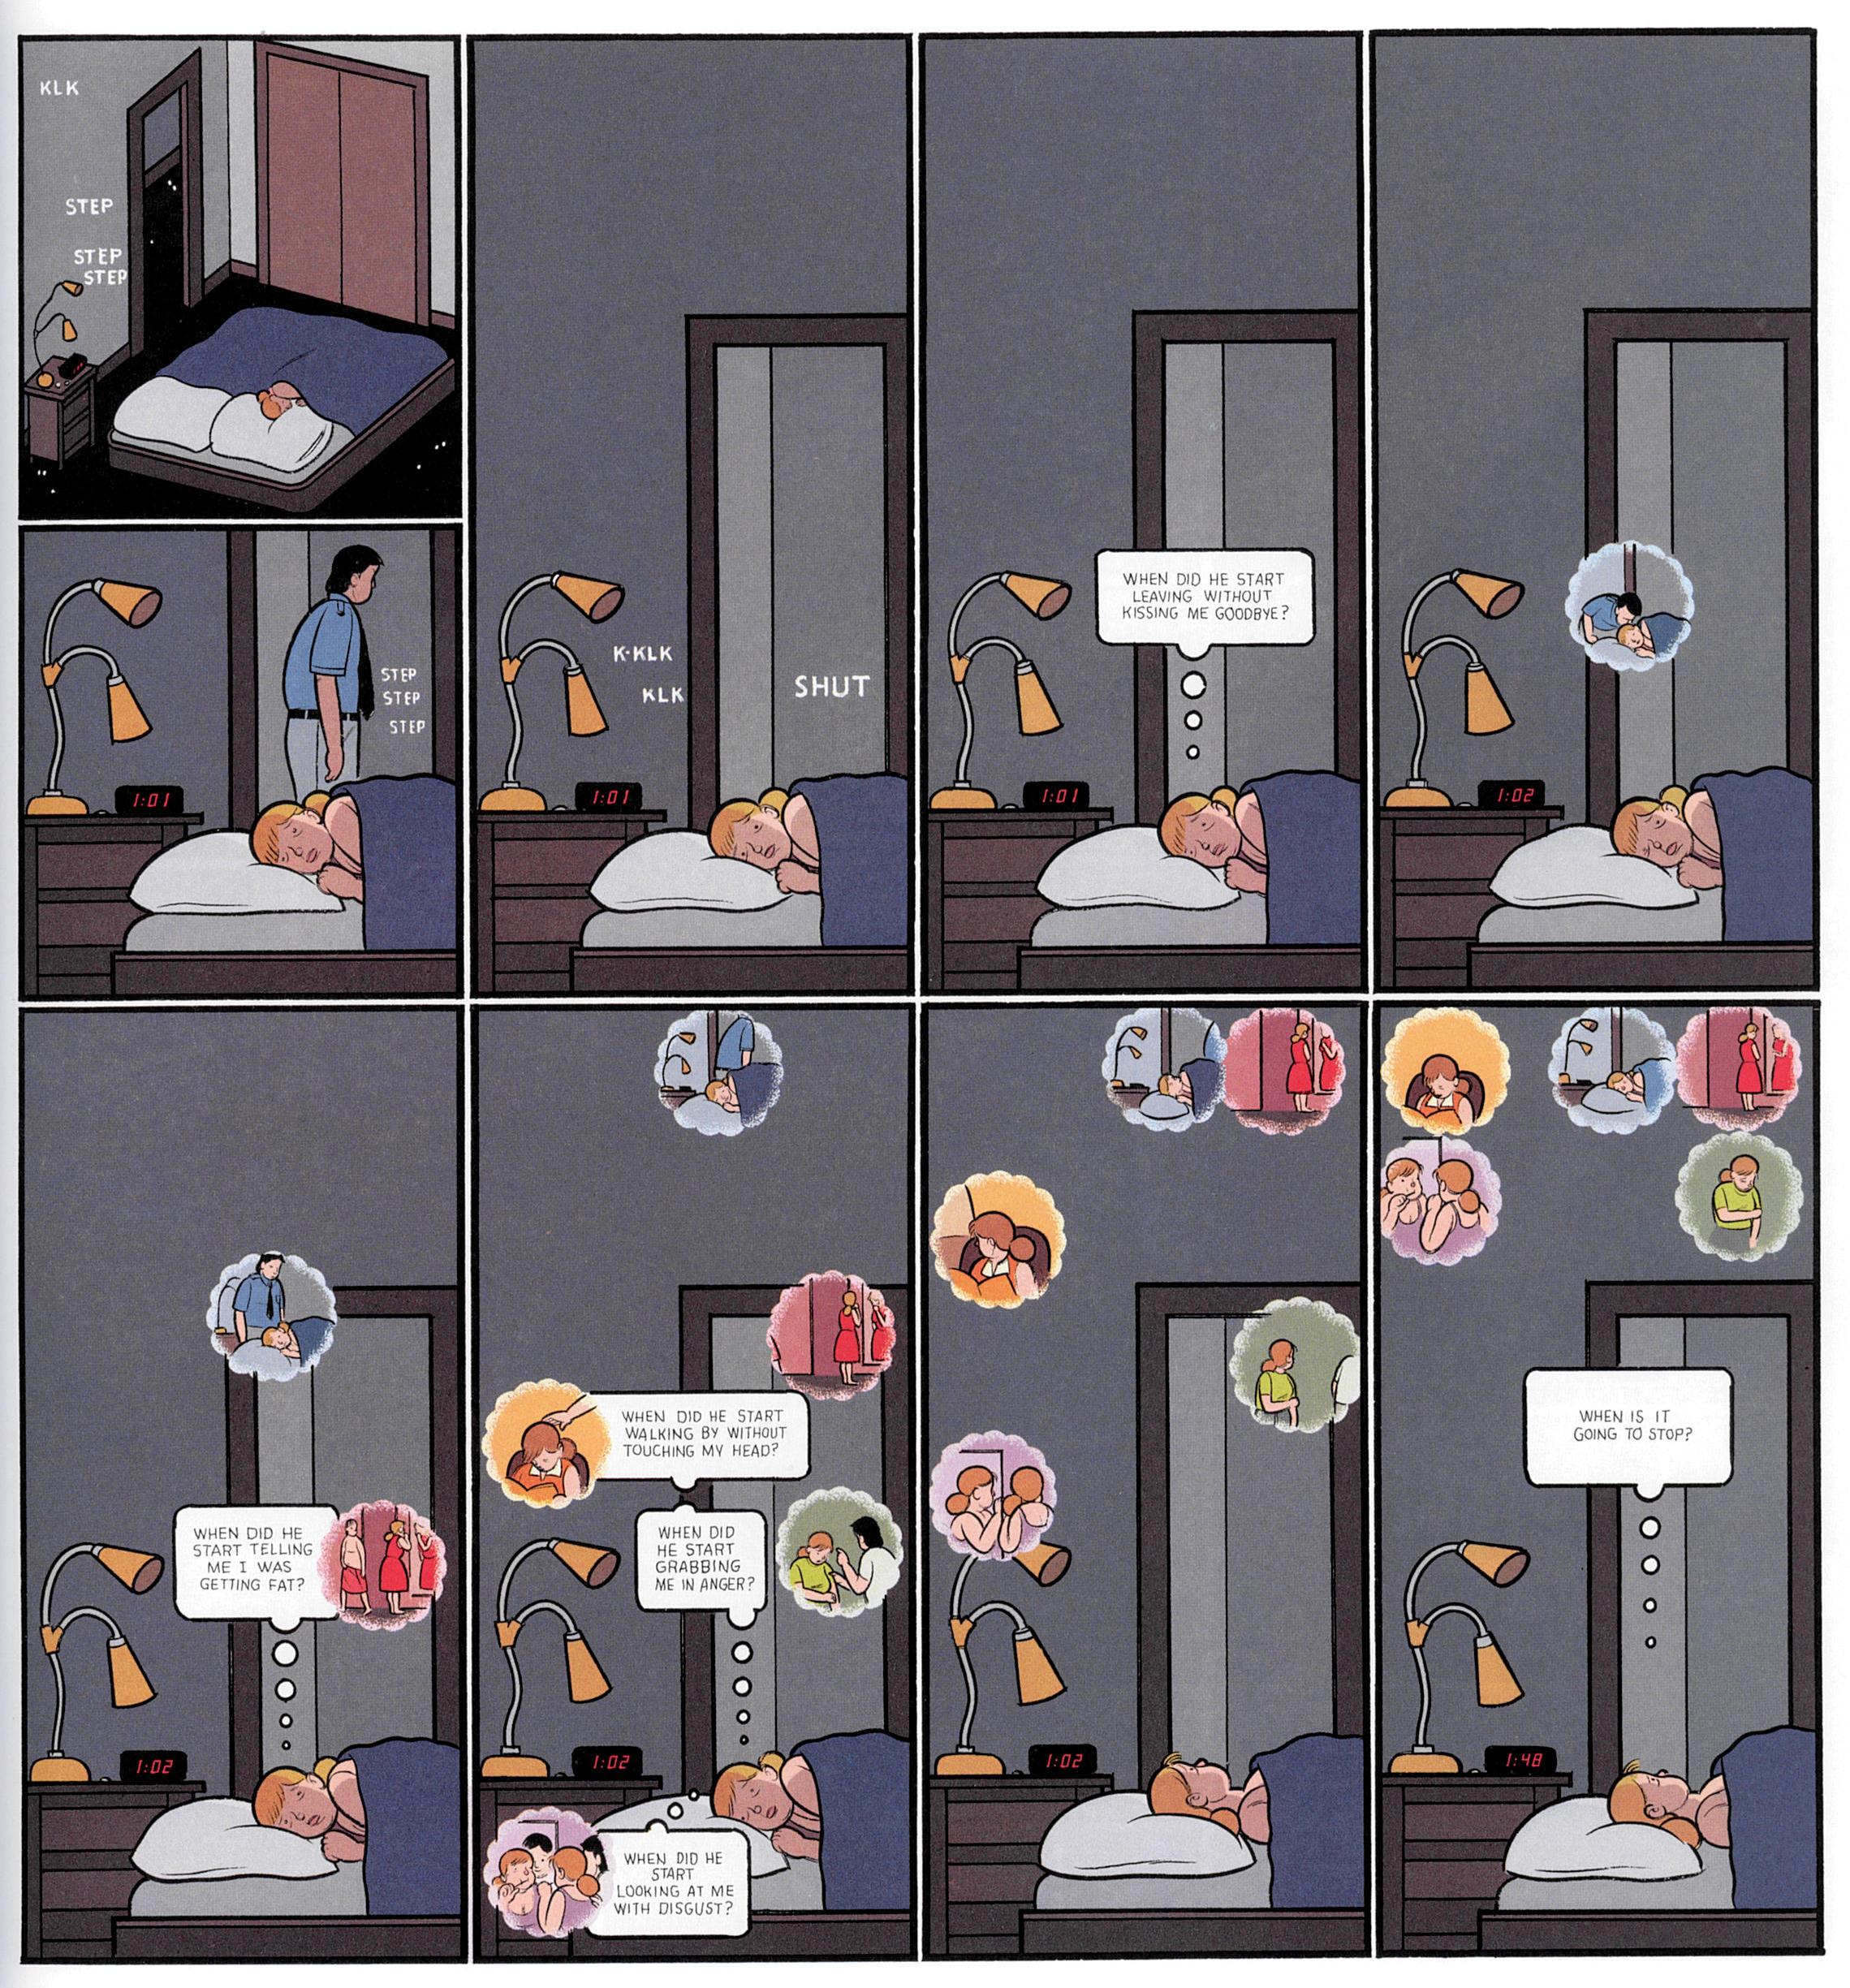 KLK
STEP
STEP
STEP
STEP
STEP
STEP
1:01
K·KLK
KLK
SHUT
1:01
WHEN DID HE START
LEAVING WITHOUT
KISSING ME GOODBYE?
1:01
1:02
WHEN DID HE
START TELLING
ME I WAS
GETTING FAT?
1:02
WHEN DID HE START
WALKING BY WITHOUT
TOUCHING MY HEAD?
WHEN DID
HE START
GRABBING
ME IN ANGER?
1:02
WHEN DID HE
START
LOOKING AT ME
WITH DISGUST?
1:02
WHEN IS IT
GOING TO STOP?
1:48